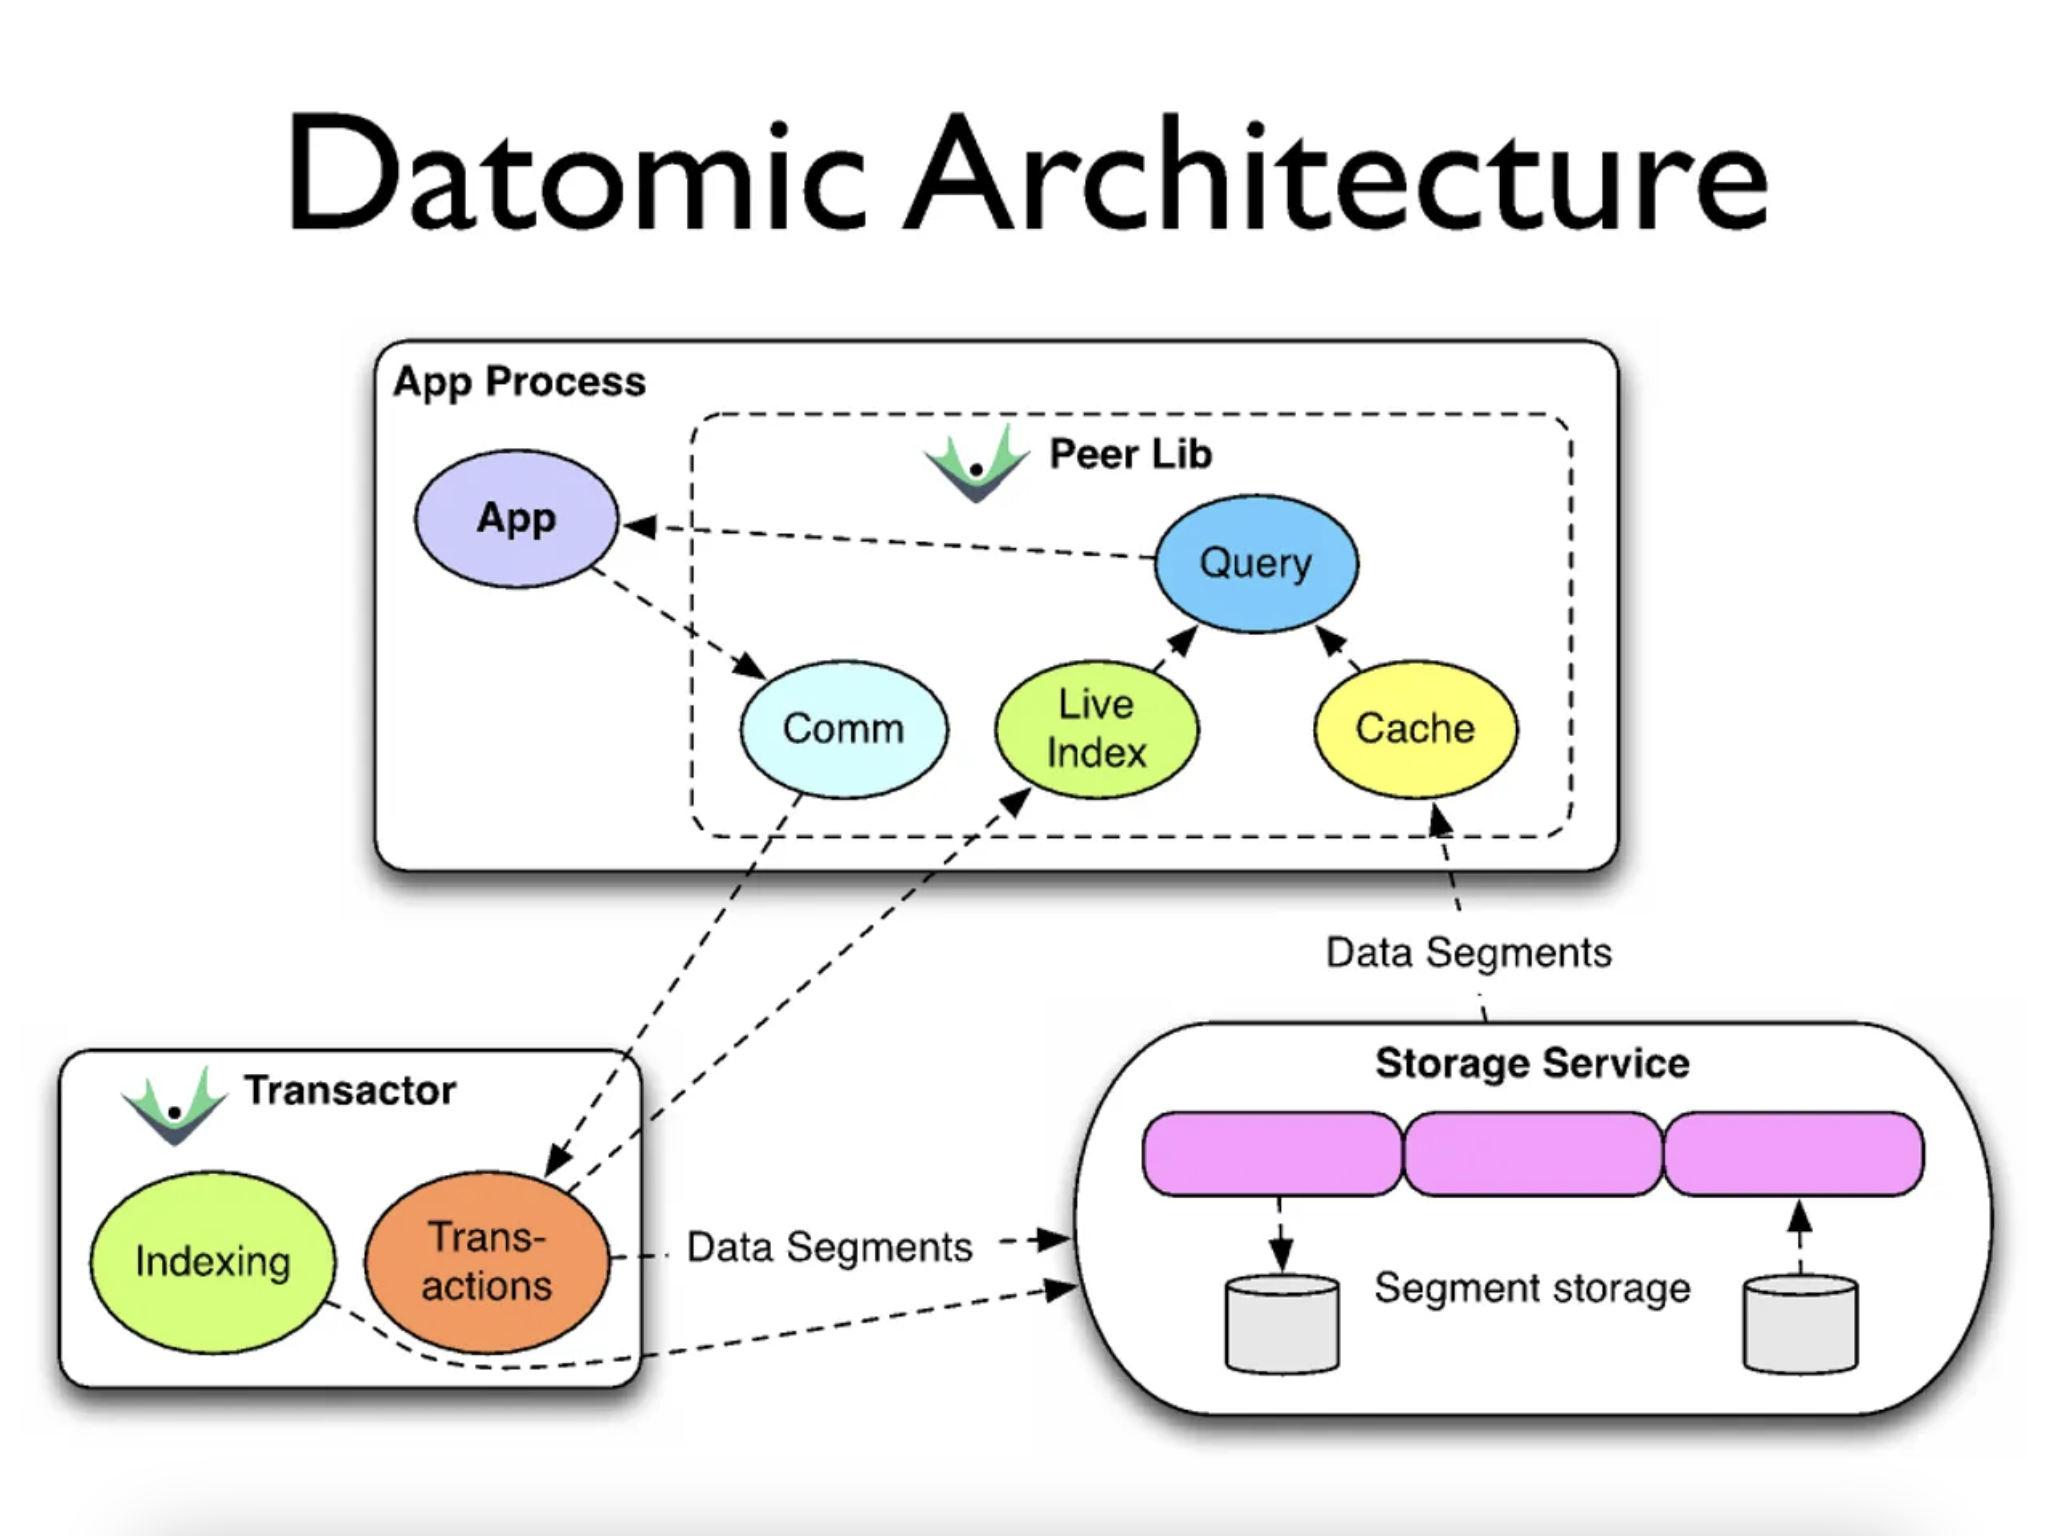 Datomic Architecture
App Process
Peer Lib
App
Query
Comm
Live
Index
Cache
Data Segments
Transactor
Indexing
Trans-
actions
Data Segments
Storage Service
Segment storage